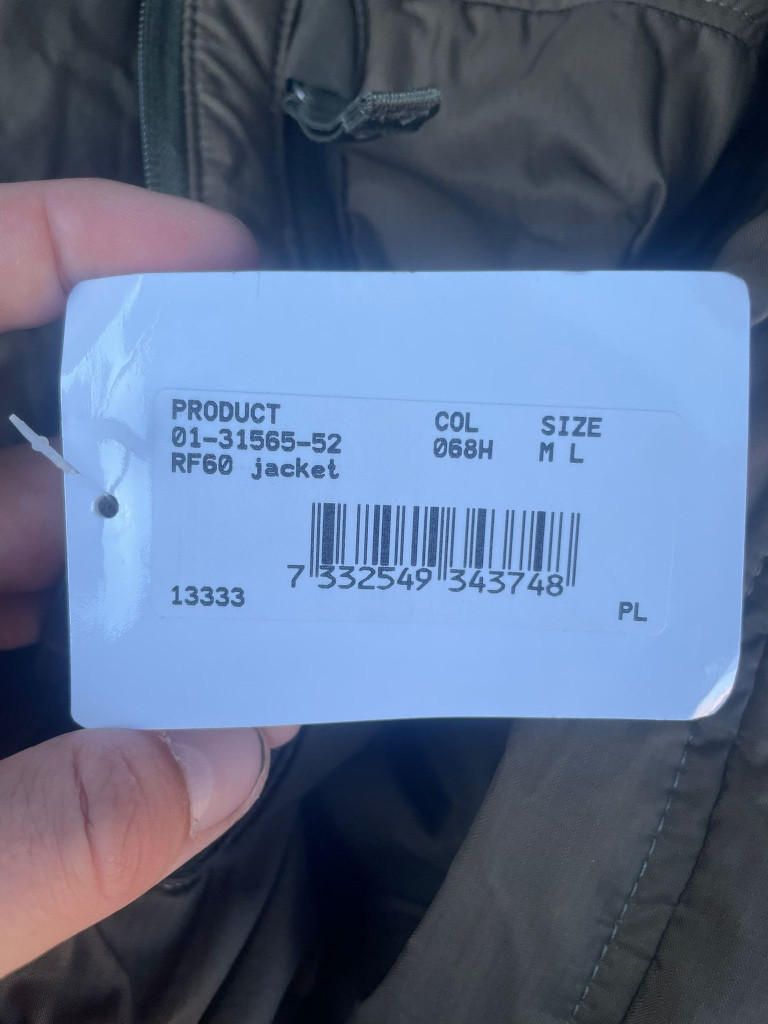 PRODUCT COL SIZE
01-31565-52 068H M L
RF60 jacket
7 332549 343748
13333 PL